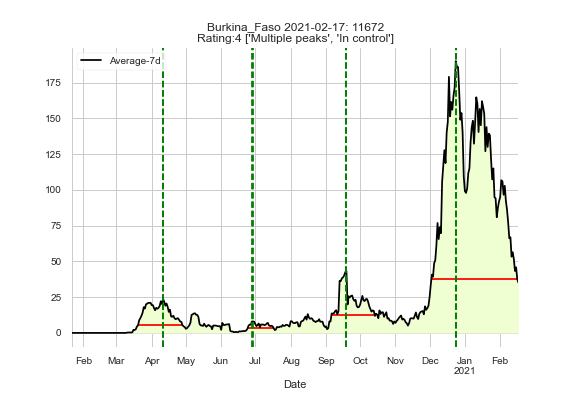 Burkina_Faso 2021-02-17: 11672
Rating:4 ['Multiple peaks', 'In control']
Average-7d
175
150
125
100
75
50
25
0
Feb Mar Apr May Jun Jul Aug Sep Oct Nov Dec Jan Feb
2021
Date